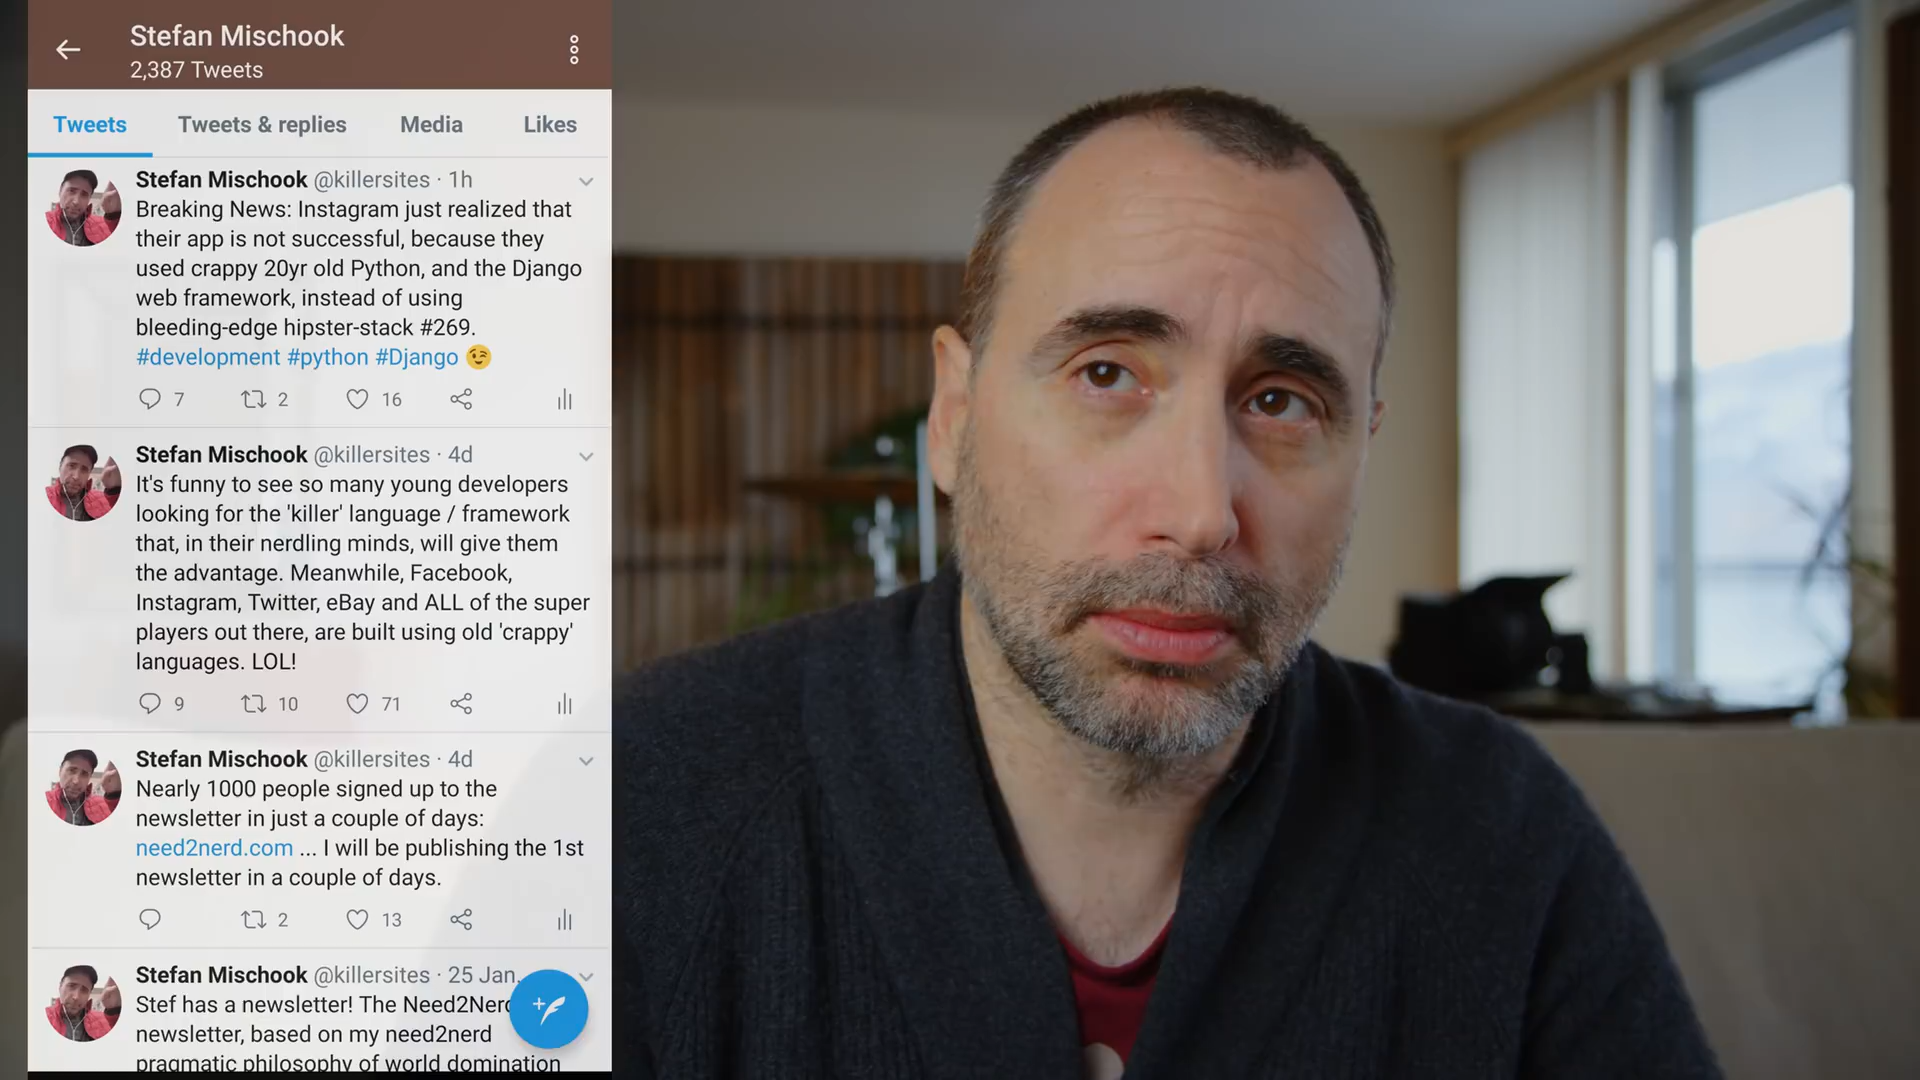 Stefan Mischook
2,387 Tweets
Tweets
Tweets & replies
Media
Likes
Stefan Mischook @killersites · 1h
Breaking News: Instagram just realized that
their app is not successful, because they
used crappy 20yr old Python, and the Django
web framework, instead of using
bleeding-edge hipster-stack #269.
#development #python #Django 😉
7 2 16
Stefan Mischook @killersites · 4d
It's funny to see so many young developers
looking for the 'killer' language / framework
that, in their nerdling minds, will give them
the advantage. Meanwhile, Facebook,
Instagram, Twitter, eBay and ALL of the super
players out there, are built using old 'crappy'
languages. LOL!
9 10 71
Stefan Mischook @killersites · 4d
Nearly 1000 people signed up to the
newsletter in just a couple of days:
need2nerd.com ... I will be publishing the 1st
newsletter in a couple of days.
2 13
Stefan Mischook @killersites · 25 Jan.
Stef has a newsletter! The Need2Nerd
newsletter, based on my need2nerd
pragmatic philosophy of world domination